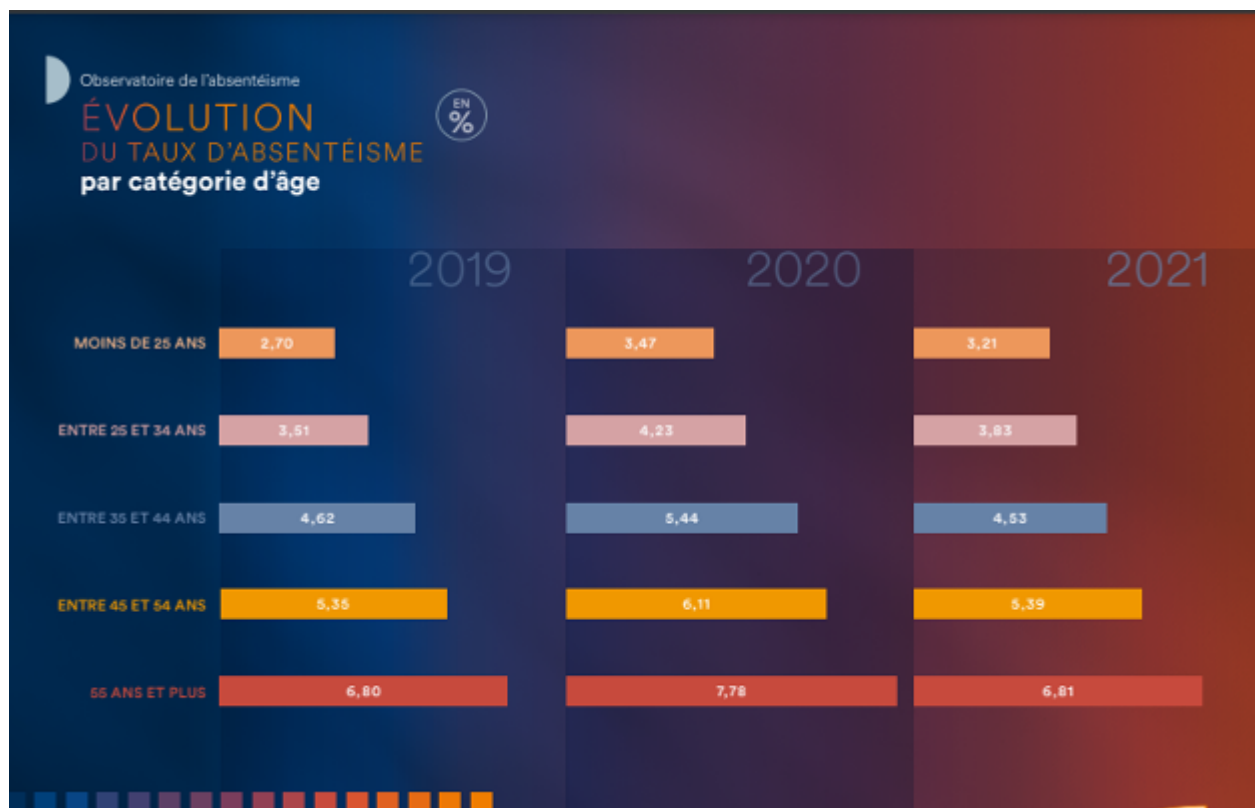 Observatoire de l'absentéisme
ÉVOLUTION
DU TAUX D'ABSENTÉISME
par catégorie d'âge
EN
%
2019 2020 2021
MOINS DE 25 ANS 2,70 3,47 3,21
ENTRE 25 ET 34 ANS 3,51 4,23 3,83
ENTRE 35 ET 44 ANS 4,62 5,44 4,53
ENTRE 45 ET 54 ANS 5,35 6,11 5,39
55 ANS ET PLUS 6,80 7,78 6,81